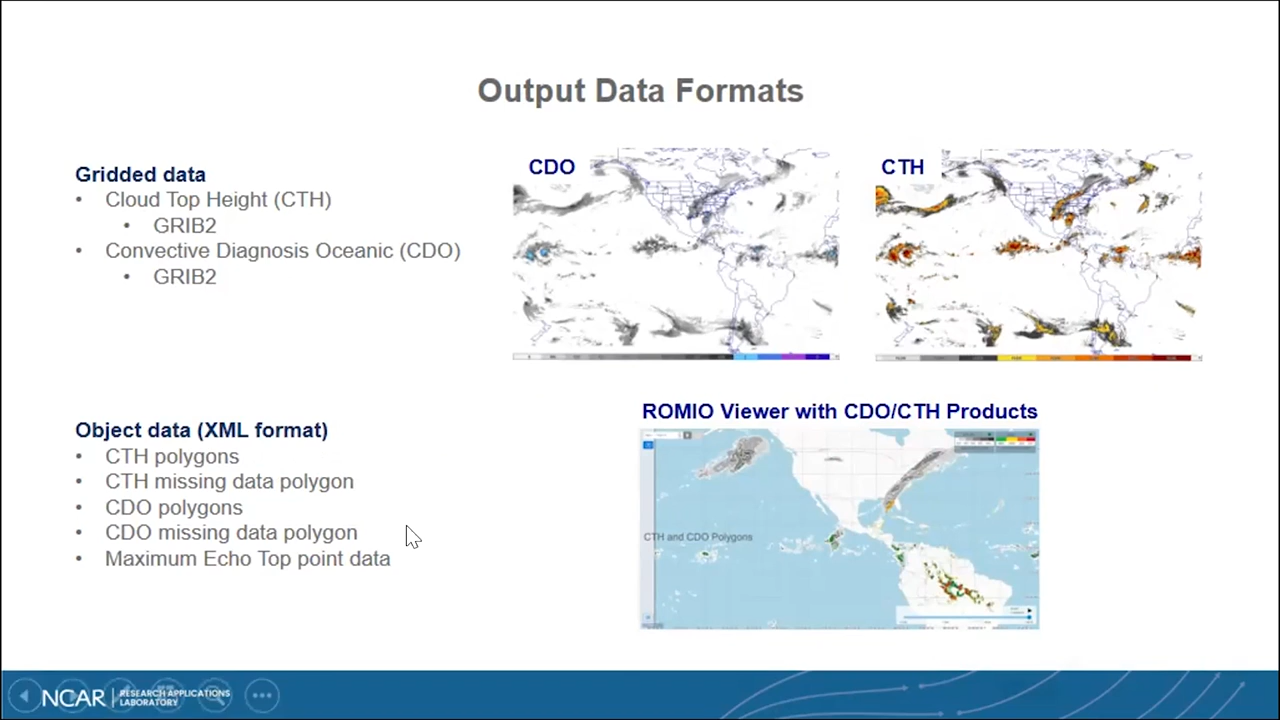 Output Data Formats
Gridded data
• Cloud Top Height (CTH)
• GRIB2
• Convective Diagnosis Oceanic (CDO)
• GRIB2
CDO
CTH
Object data (XML format)
• CTH polygons
• CTH missing data polygon
• CDO polygons
• CDO missing data polygon
• Maximum Echo Top point data
ROMIO Viewer with CDO/CTH Products
CTH and CDO Polygons
NCAR
RESEARCH APPLICATIONS
LABORATORY